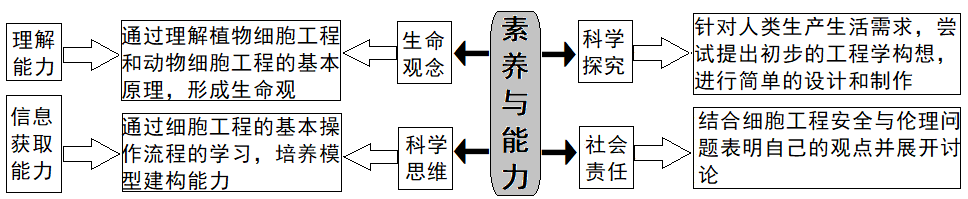 理解
能力
通过理解植物细胞工程
和动物细胞工程的基本
原理，形成生命观
生命
观念
信息
获取
能力
通过细胞工程的基本操
作流程的学习，培养模
型建构能力
科学
思维
素
养
与
能
力
科学
探究
针对人类生产生活需求，尝
试提出初步的工程学构想，
进行简单的设计和制作
社会
责任
结合细胞工程安全与伦理问
题表明自己的观点并展开讨
论